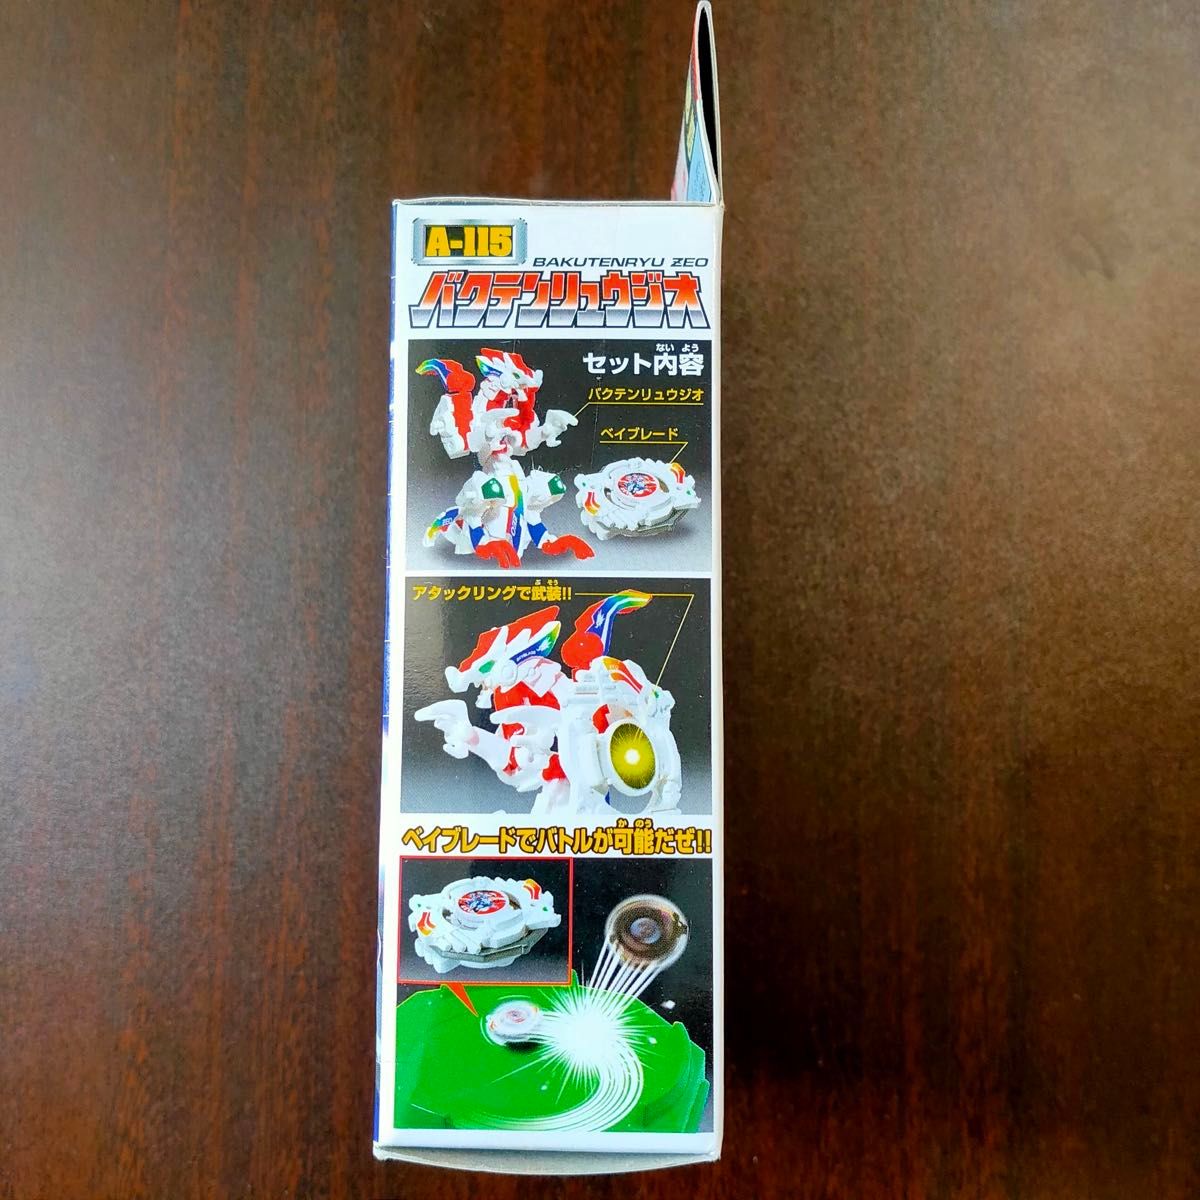 A-115
BAKUTENRYU ZEO
バクテンリュウジオ
ない よう
セット内容
バクテンリュウジオ
ベイブレード
ぶ そう
アタックリングで武装!!
か のう
ベイブレードでバトルが可能だぜ!!